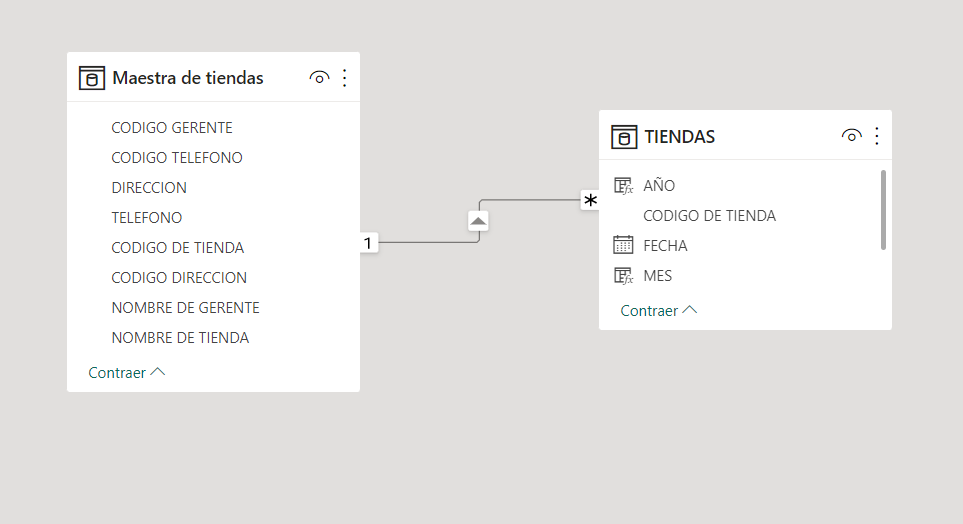 Maestra de tiendas
CODIGO GERENTE
CODIGO TELEFONO
DIRECCION
TELEFONO
CODIGO DE TIENDA
CODIGO DIRECCION
NOMBRE DE GERENTE
NOMBRE DE TIENDA
Contraer
1
*
TIENDAS
AÑO
CODIGO DE TIENDA
FECHA
MES
Contraer